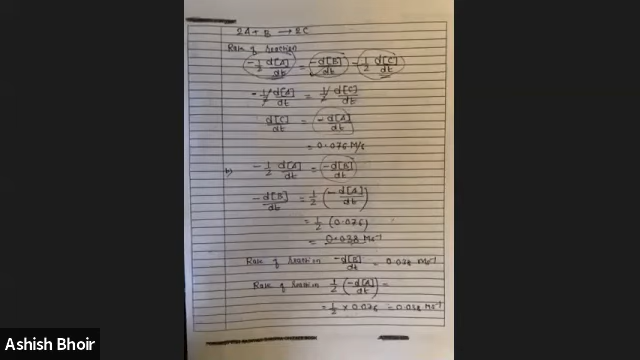 2A + B → 2C
Rate of reaction
-1/2 d[A]/dt = -d[B]/dt = 1/2 d[C]/dt
-1/2 d[A]/dt = 1/2 d[C]/dt
d[C]/dt = -d[A]/dt
= 0.076 M/s
b) -1/2 d[A]/dt = -d[B]/dt
-d[B]/dt = 1/2 (-d[A]/dt)
= 1/2 (0.076)
= 0.038 Ms-1
Rate of reaction -d[B]/dt = 0.038 Ms-1
Rate of reaction 1/2 (-d[A]/dt) =
= 1/2 x 0.076 = 0.038 Ms-1
Ashish Bhoir